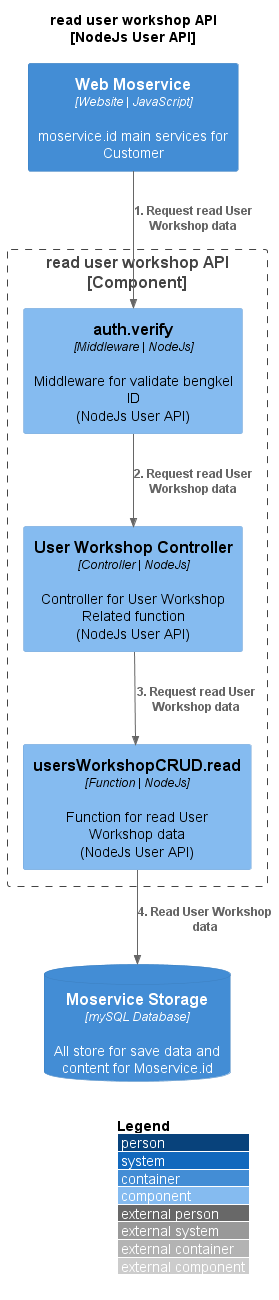 read user workshop API
[NodeJs User API]
Web Moservice
[Website | JavaScript]
moservice.id main services for
Customer
1. Request read User
Workshop data
read user workshop API
[Component]
auth.verify
[Middleware | NodeJs]
Middleware for validate bengkel
ID
(NodeJs User API)
2. Request read User
Workshop data
User Workshop Controller
[Controller | NodeJs]
Controller for User Workshop
Related function
(NodeJs User API)
3. Request read User
Workshop data
usersWorkshopCRUD.read
[Function | NodeJs]
Function for read User
Workshop data
(NodeJs User API)
4. Read User Workshop
data
Moservice Storage
[mySQL Database]
All store for save data and
content for Moservice.id
Legend
person
system
container
component
external person
external system
external container
external component